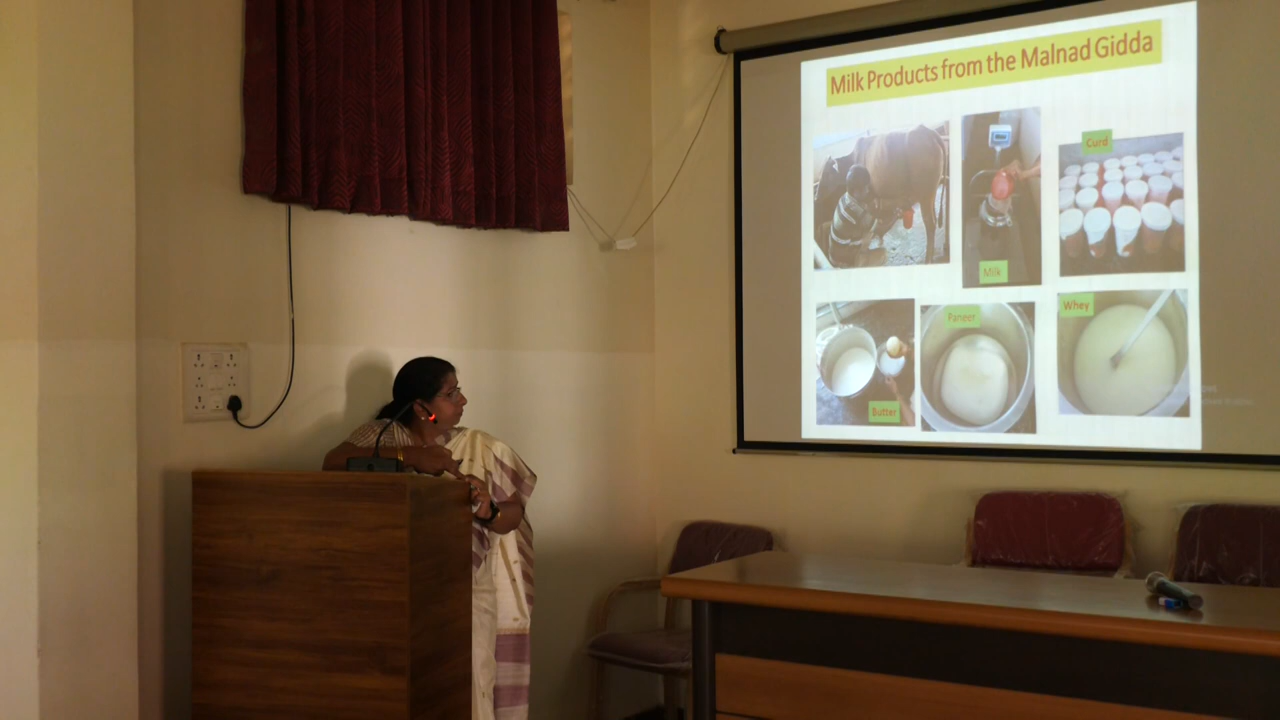 Milk Products from the Malnad Gidda
Curd
Milk
Butter
Paneer
Whey